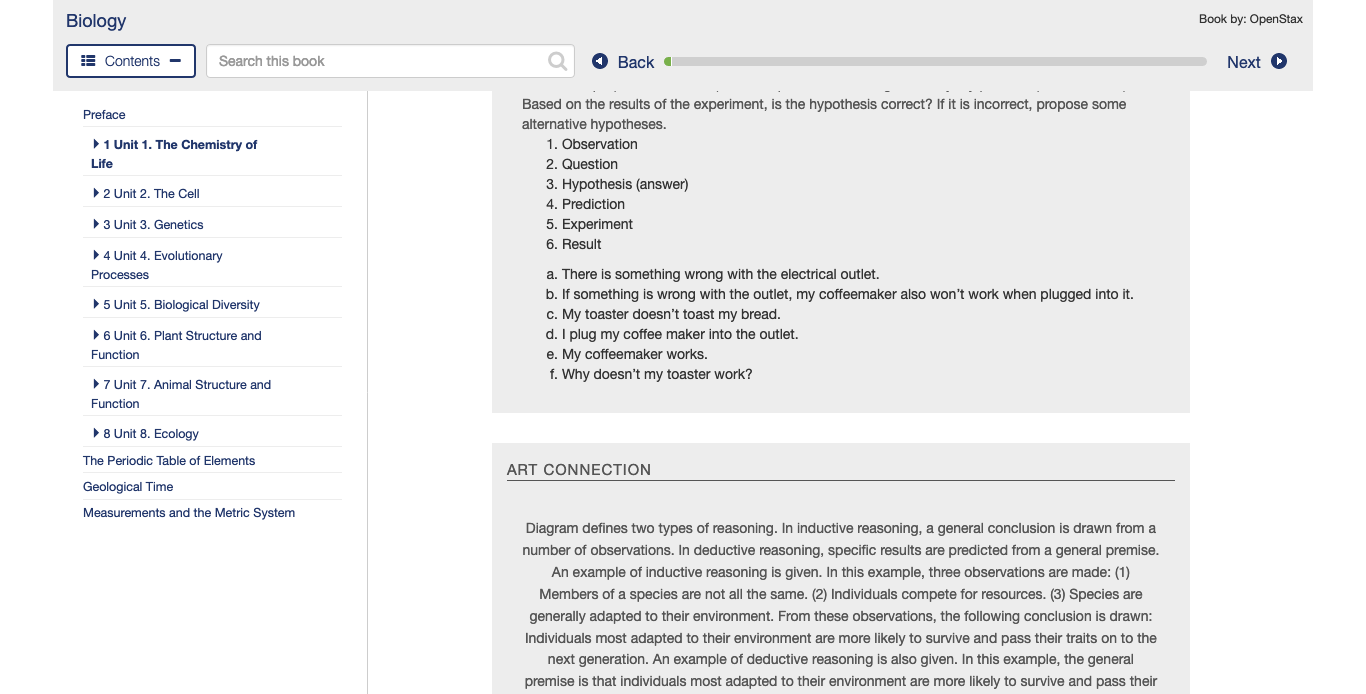 Biology
Book by: OpenStax
Contents
Search this book
Back
Next
Preface
1 Unit 1. The Chemistry of
Life
2 Unit 2. The Cell
3 Unit 3. Genetics
4 Unit 4. Evolutionary
Processes
5 Unit 5. Biological Diversity
6 Unit 6. Plant Structure and
Function
7 Unit 7. Animal Structure and
Function
8 Unit 8. Ecology
The Periodic Table of Elements
Geological Time
Measurements and the Metric System
Based on the results of the experiment, is the hypothesis correct? If it is incorrect, propose some
alternative hypotheses.
1. Observation
2. Question
3. Hypothesis (answer)
4. Prediction
5. Experiment
6. Result
a. There is something wrong with the electrical outlet.
b. If something is wrong with the outlet, my coffeemaker also won’t work when plugged into it.
c. My toaster doesn’t toast my bread.
d. I plug my coffee maker into the outlet.
e. My coffeemaker works.
f. Why doesn’t my toaster work?
ART CONNECTION
Diagram defines two types of reasoning. In inductive reasoning, a general conclusion is drawn from a
number of observations. In deductive reasoning, specific results are predicted from a general premise.
An example of inductive reasoning is given. In this example, three observations are made: (1)
Members of a species are not all the same. (2) Individuals compete for resources. (3) Species are
generally adapted to their environment. From these observations, the following conclusion is drawn:
Individuals most adapted to their environment are more likely to survive and pass their traits on to the
next generation. An example of deductive reasoning is also given. In this example, the general
premise is that individuals most adapted to their environment are more likely to survive and pass their